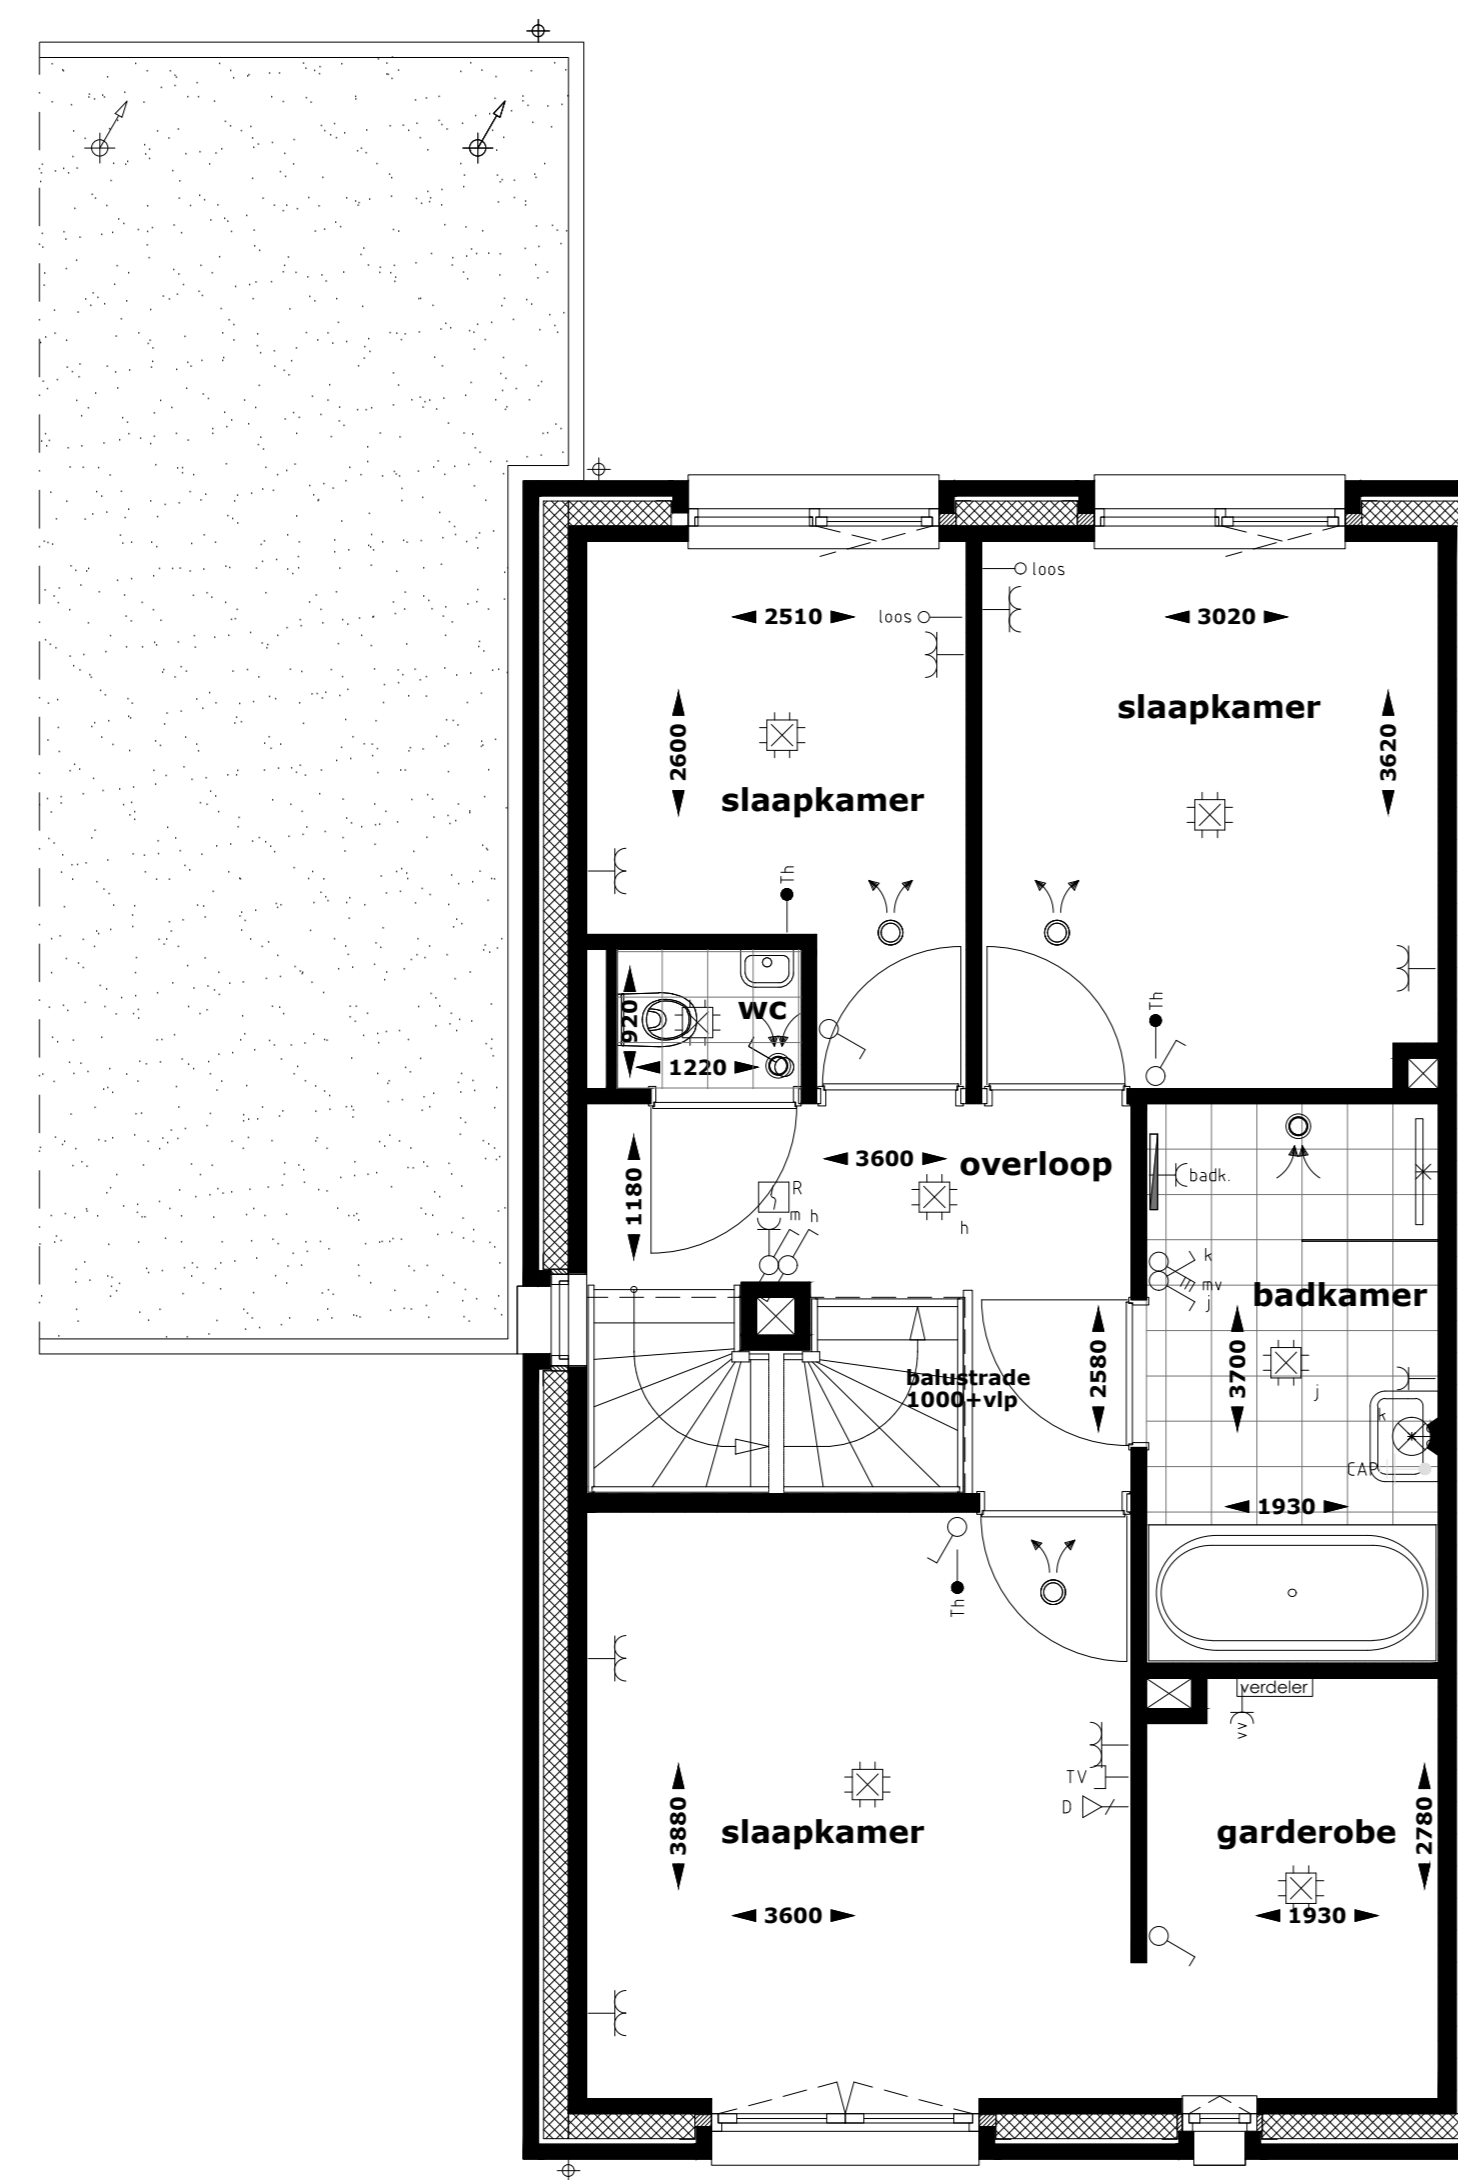 loos
2510
loos
3020
slaapkamer
2600
3620
slaapkamer
Th
Th
920
WC
1220
1180
3600
overloop
R
m h
h
badk.
k
mv
j
badkamer
2580
3700
balustrade
1000+vlp
j
k
CAP
1930
Th
verdeler
vv
TV
D
3880
slaapkamer
garderobe
2780
3600
1930